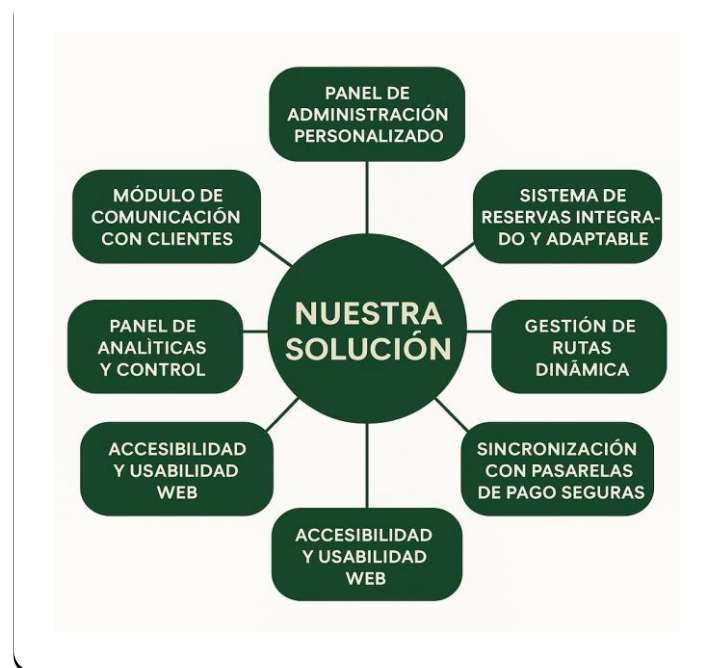 PANEL DE
ADMINISTRACIÓN
PERSONALIZADO
MÓDULO DE
COMUNICACIÓN
CON CLIENTES
SISTEMA DE
RESERVAS INTEGRA-
DO Y ADAPTABLE
NUESTRA
SOLUCIÓN
PANEL DE
ANALÌTICAS
Y CONTROL
GESTIÓN DE
RUTAS
DINÃMICA
ACCESIBILIDAD
Y USABILIDAD
WEB
SINCRONIZACIÓN
CON PASARELAS
DE PAGO SEGURAS
ACCESIBILIDAD
Y USABILIDAD
WEB